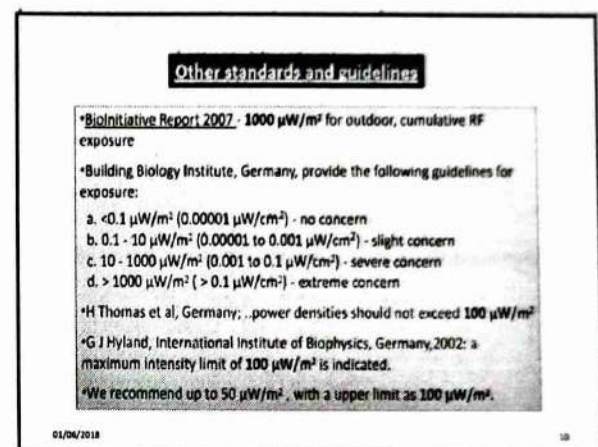 Other standards and guidelines
•BioInitiative Report 2007 - 1000 µW/m² for outdoor, cumulative RF
exposure
•Building Biology Institute, Germany, provide the following guidelines for
exposure:
a. <0.1 µW/m² (0.00001 µW/cm²) - no concern
b. 0.1 - 10 µW/m² (0.00001 to 0.001 µW/cm²) - slight concern
c. 10 - 1000 µW/m² (0.001 to 0.1 µW/cm²) - severe concern
d. > 1000 µW/m² ( > 0.1 µW/cm²) - extreme concern
•H Thomas et al, Germany; ..power densities should not exceed 100 µW/m²
•G J Hyland, International Institute of Biophysics, Germany,2002: a
maximum intensity limit of 100 µW/m² is indicated.
•We recommend up to 50 µW/m² , with a upper limit as 100 µW/m².
01/06/2018